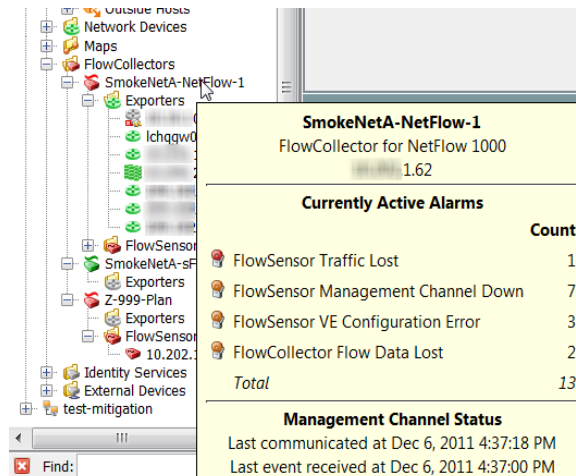 Outside Hosts
Network Devices
Maps
FlowCollectors
SmokeNetA-NetFlow-1
Exporters
lchqgw0
FlowSensor
SmokeNetA-sF
Exporters
Z-999-Plan
Exporters
FlowSensor
10.202.
Identity Services
External Devices
test-mitigation
Find:
SmokeNetA-NetFlow-1
FlowCollector for NetFlow 1000
.1.62
Currently Active Alarms
Count
FlowSensor Traffic Lost 1
FlowSensor Management Channel Down 7
FlowSensor VE Configuration Error 3
FlowCollector Flow Data Lost 2
Total 13
Management Channel Status
Last communicated at Dec 6, 2011 4:37:18 PM
Last event received at Dec 6, 2011 4:37:00 PM